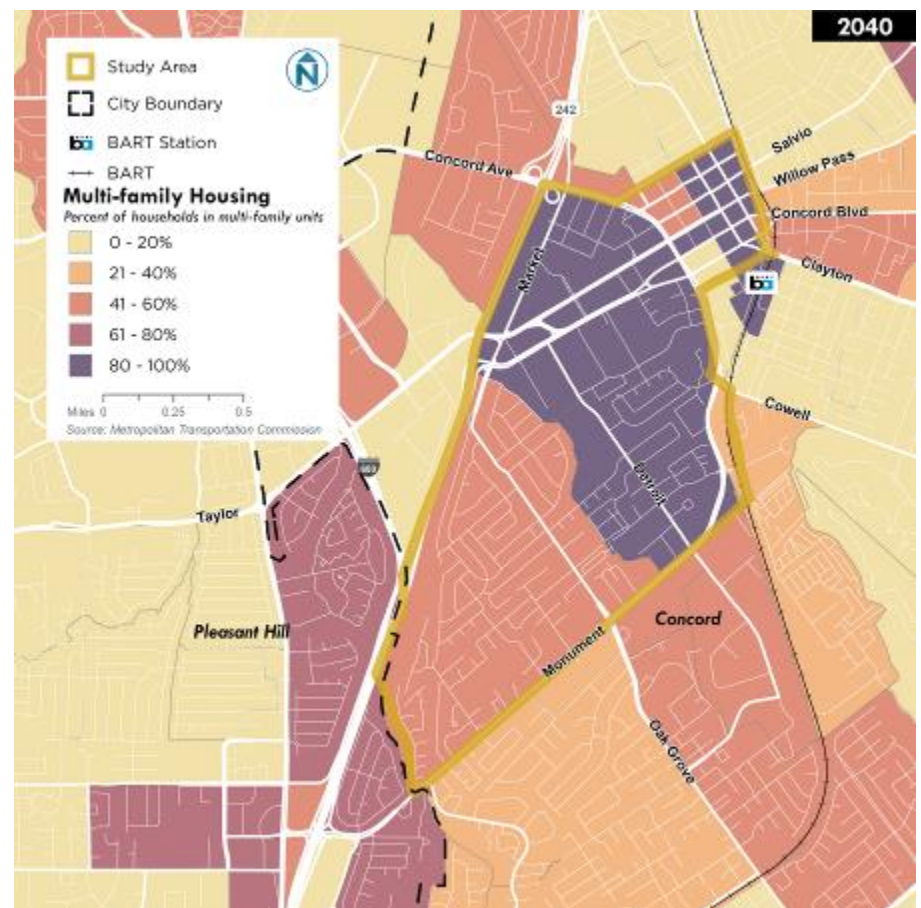 2040
Study Area
City Boundary
BART Station
BART
Multi-family Housing
Percent of households in multi-family units
0 - 20%
21 - 40%
41 - 60%
61 - 80%
80 - 100%
Miles 0 0.25 0.5
Source: Metropolitan Transportation Commission
N
ba
242
Concord Ave
Salvio
Willow Pass
Concord Blvd
Clayton
ba
Market
Cowell
Detroit
Taylor
Pleasant Hill
Concord
Monument
Oak Grove